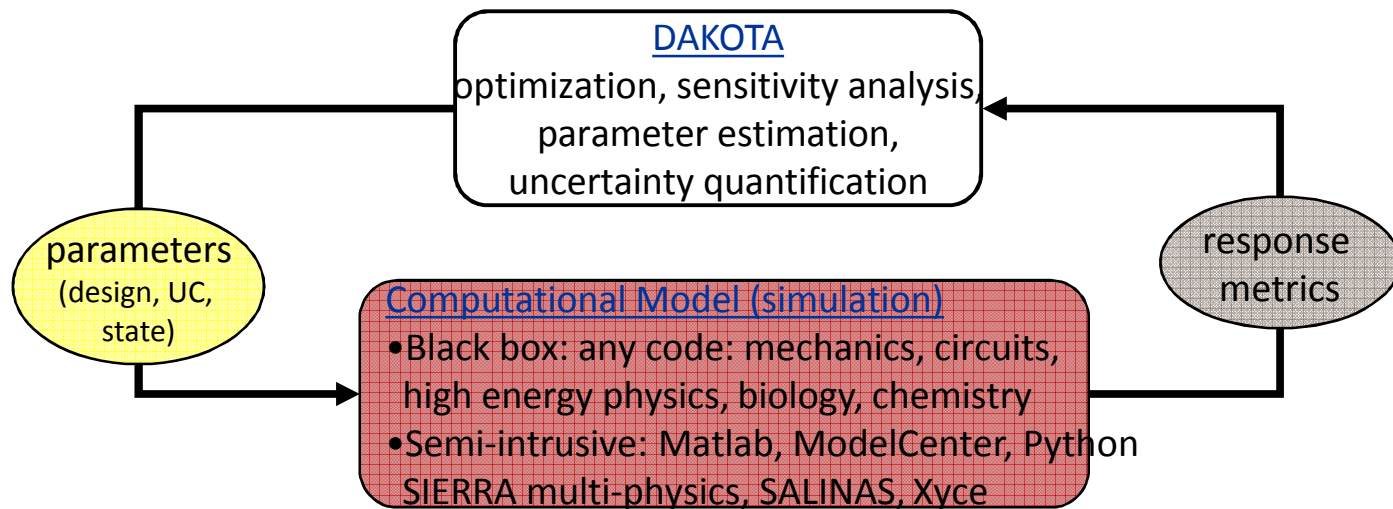 DAKOTA
optimization, sensitivity analysis,
parameter estimation,
uncertainty quantification
parameters
(design, UC,
state)
response
metrics
Computational Model (simulation)
•Black box: any code: mechanics, circuits,
high energy physics, biology, chemistry
•Semi-intrusive: Matlab, ModelCenter, Python
SIERRA multi-physics, SALINAS, Xyce